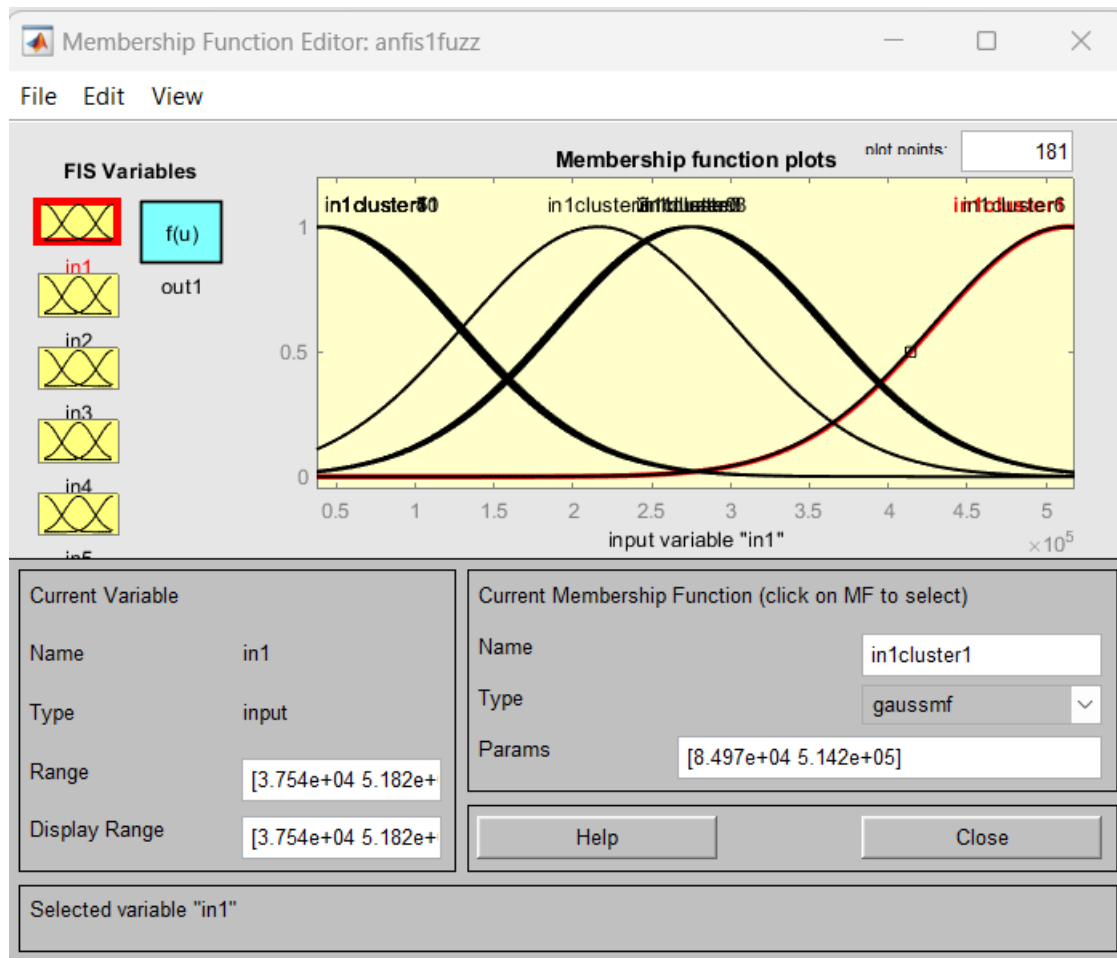 Membership Function Editor: anfis1fuzz
File Edit View
FIS Variables
f(u)
in1
out1
in2
in3
in4
in5
Membership function plots
plot points:
181
1
0.5
0
0.5 1 1.5 2 2.5 3 3.5 4 4.5 5
input variable "in1"
×10^5
Current Variable
Name in1
Type input
Range [3.754e+04 5.182e+
Display Range [3.754e+04 5.182e+
Current Membership Function (click on MF to select)
Name in1cluster1
Type gaussmf
Params [8.497e+04 5.142e+05]
Help Close
Selected variable "in1"